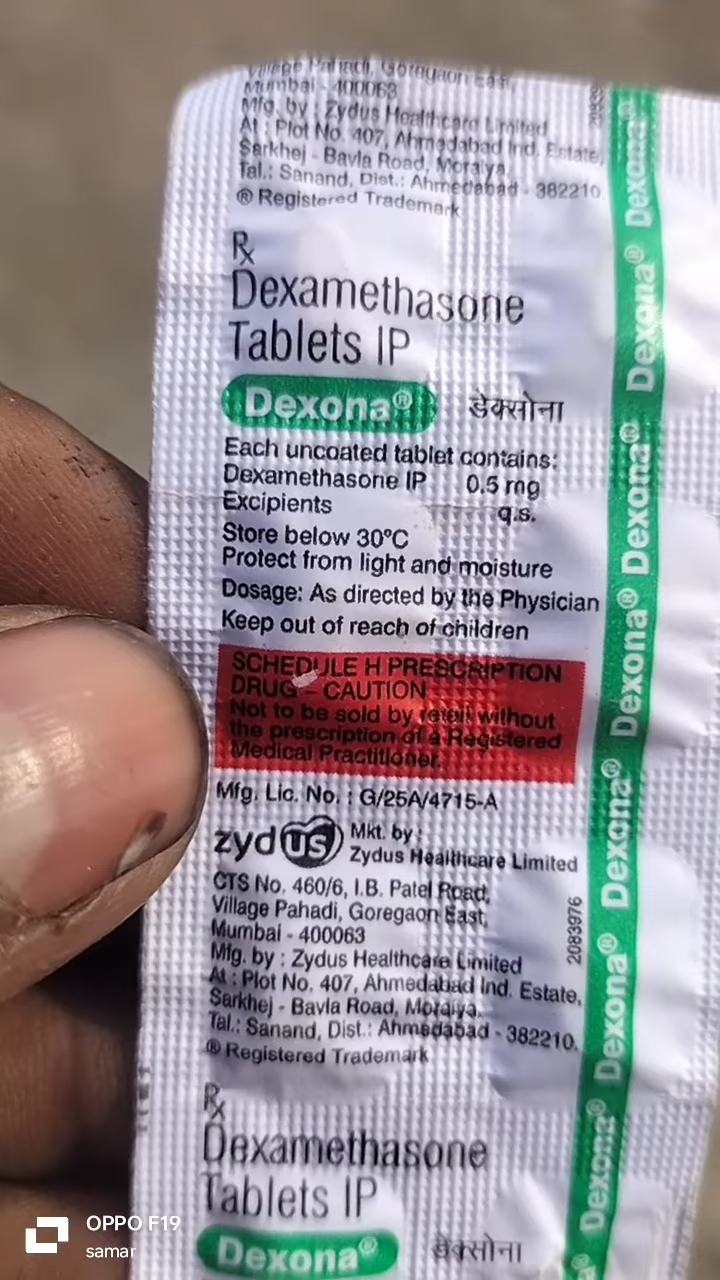 Village Pahadi, Goregaon East,
Mumbai - 400063
Mfg. by : Zydus Healthcare Limited
At : Plot No. 407, Ahmedabad Ind. Estate,
Sarkhej - Bavla Road, Moraiya,
Tal.: Sanand, Dist.: Ahmedabad - 382210.
® Registered Trademark
Rx
Dexamethasone
Tablets IP
Dexona® डेक्सोना
Each uncoated tablet contains:
Dexamethasone IP 0.5 mg
Excipients q.s.
Store below 30°C
Protect from light and moisture
Dosage: As directed by the Physician
Keep out of reach of children
SCHEDULE H PRESCRIPTION
DRUG - CAUTION
Not to be sold by retail without
the prescription of a Registered
Medical Practitioner.
Mfg. Lic. No. : G/25A/4715-A
zydus Mkt. by :
Zydus Healthcare Limited
CTS No. 460/6, I.B. Patel Road,
Village Pahadi, Goregaon East,
Mumbai - 400063
Mfg. by : Zydus Healthcare Limited
At : Plot No. 407, Ahmedabad Ind. Estate,
Sarkhej - Bavla Road, Moraiya,
Tal.: Sanand, Dist.: Ahmedabad - 382210.
® Registered Trademark
2083976
Rx
Dexamethasone
Tablets IP
Dexona® डेक्सोना
Dexona® Dexona® Dexona® Dexona® Dexona® Dexona® Dexona® Dexona®
OPPO F19
samar